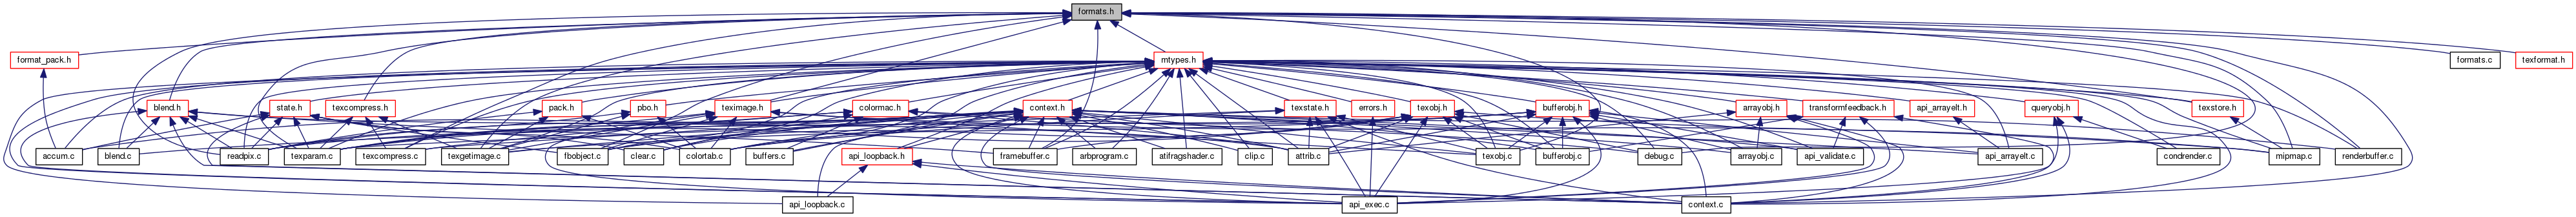 formats.h
format_pack.h
mtypes.h
formats.c
texformat.h
blend.h
state.h
texcompress.h
pack.h
pbo.h
teximage.h
colormac.h
context.h
texstate.h
errors.h
texobj.h
bufferobj.h
arrayobj.h
transformfeedback.h
api_arrayelt.h
queryobj.h
texstore.h
accum.c
blend.c
readpix.c
texparam.c
texcompress.c
texgetimage.c
fbobject.c
clear.c
colortab.c
buffers.c
api_loopback.h
framebuffer.c
arbprogram.c
atifragshader.c
clip.c
attrib.c
texobj.c
bufferobj.c
debug.c
arrayobj.c
api_validate.c
api_arrayelt.c
condrender.c
mipmap.c
renderbuffer.c
api_loopback.c
api_exec.c
context.c